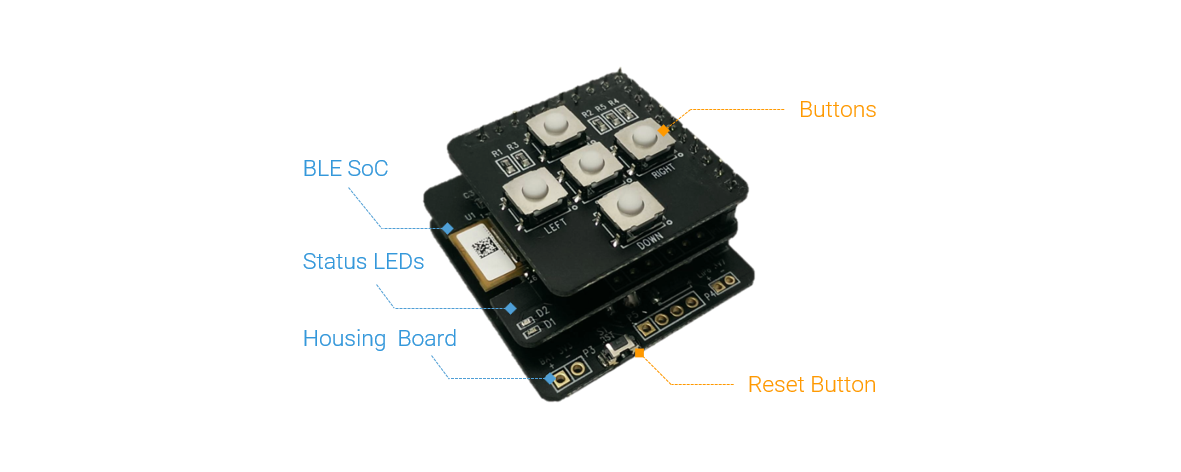 Buttons
BLE SoC
Status LEDs
Housing Board
Reset Button
R2 R5 R4
R1 R3
RIGHT
LEFT
DOWN
U1
D2
D1
P3
P4